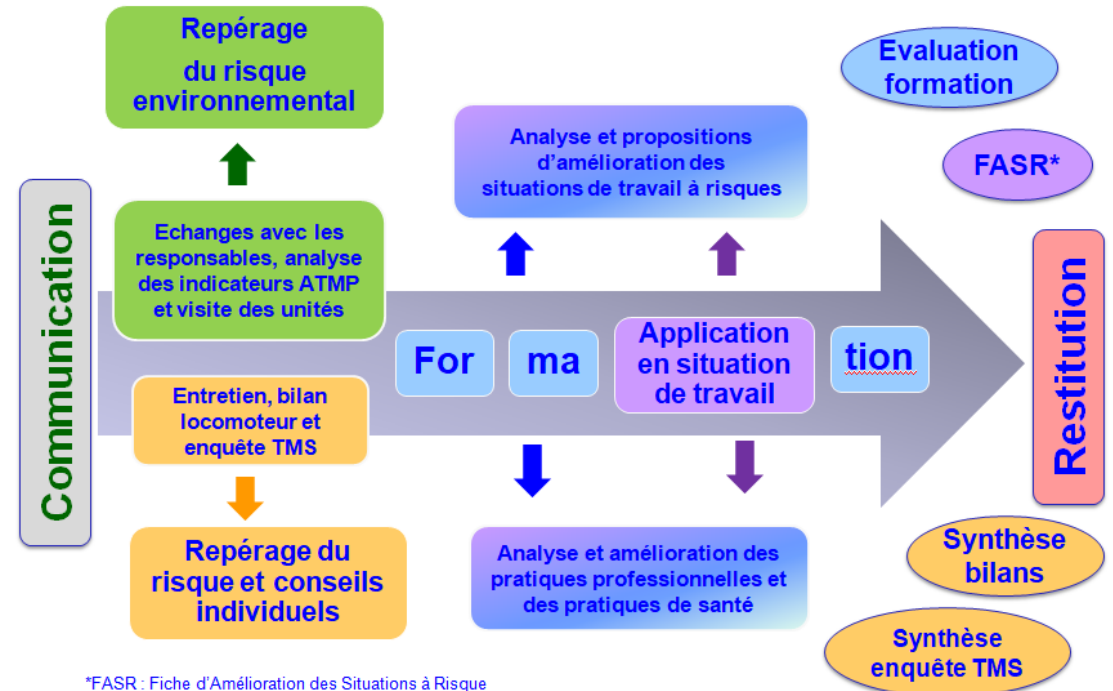 Communication
Repérage
du risque
environnemental
Echanges avec les
responsables, analyse
des indicateurs ATMP
et visite des unités
Entretien, bilan
locomoteur et
enquête TMS
Repérage du
risque et conseils
individuels
Analyse et propositions
d’amélioration des
situations de travail à risques
For
ma
Application
en situation
de travail
tion
Analyse et amélioration des
pratiques professionnelles et
des pratiques de santé
Evaluation
formation
FASR*
Restitution
Synthèse
bilans
Synthèse
enquête TMS
*FASR : Fiche d’Amélioration des Situations à Risque